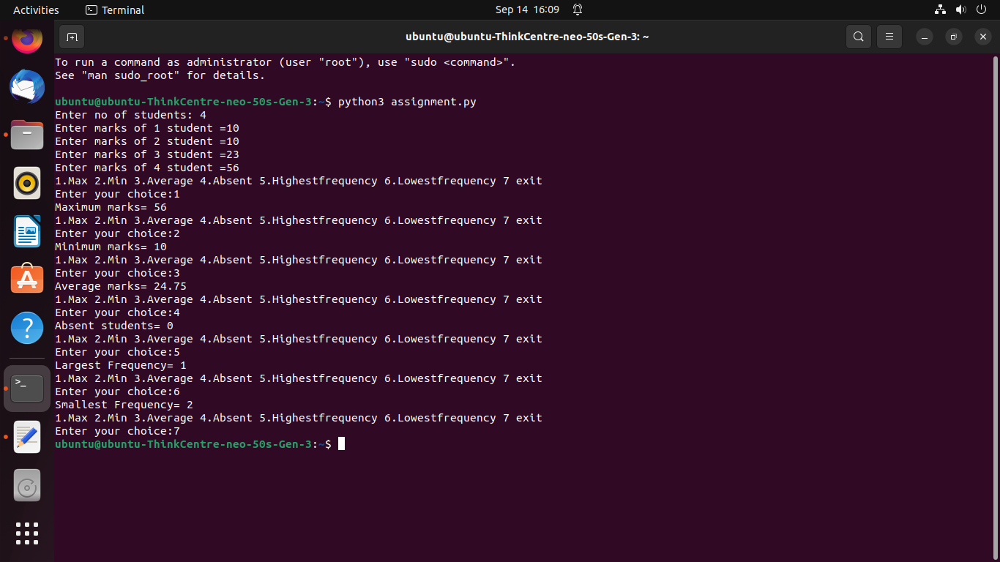 Activities Terminal Sep 14 16:09
ubuntu@ubuntu-ThinkCentre-neo-50s-Gen-3: ~
To run a command as administrator (user "root"), use "sudo <command>".
See "man sudo_root" for details.
ubuntu@ubuntu-ThinkCentre-neo-50s-Gen-3:~$ python3 assignment.py
Enter no of students: 4
Enter marks of 1 student =10
Enter marks of 2 student =10
Enter marks of 3 student =23
Enter marks of 4 student =56
1.Max 2.Min 3.Average 4.Absent 5.Highestfrequency 6.Lowestfrequency 7 exit
Enter your choice:1
Maximum marks= 56
1.Max 2.Min 3.Average 4.Absent 5.Highestfrequency 6.Lowestfrequency 7 exit
Enter your choice:2
Minimum marks= 10
1.Max 2.Min 3.Average 4.Absent 5.Highestfrequency 6.Lowestfrequency 7 exit
Enter your choice:3
Average marks= 24.75
1.Max 2.Min 3.Average 4.Absent 5.Highestfrequency 6.Lowestfrequency 7 exit
Enter your choice:4
Absent students= 0
1.Max 2.Min 3.Average 4.Absent 5.Highestfrequency 6.Lowestfrequency 7 exit
Enter your choice:5
Largest Frequency= 1
1.Max 2.Min 3.Average 4.Absent 5.Highestfrequency 6.Lowestfrequency 7 exit
Enter your choice:6
Smallest Frequency= 2
1.Max 2.Min 3.Average 4.Absent 5.Highestfrequency 6.Lowestfrequency 7 exit
Enter your choice:7
ubuntu@ubuntu-ThinkCentre-neo-50s-Gen-3:~$